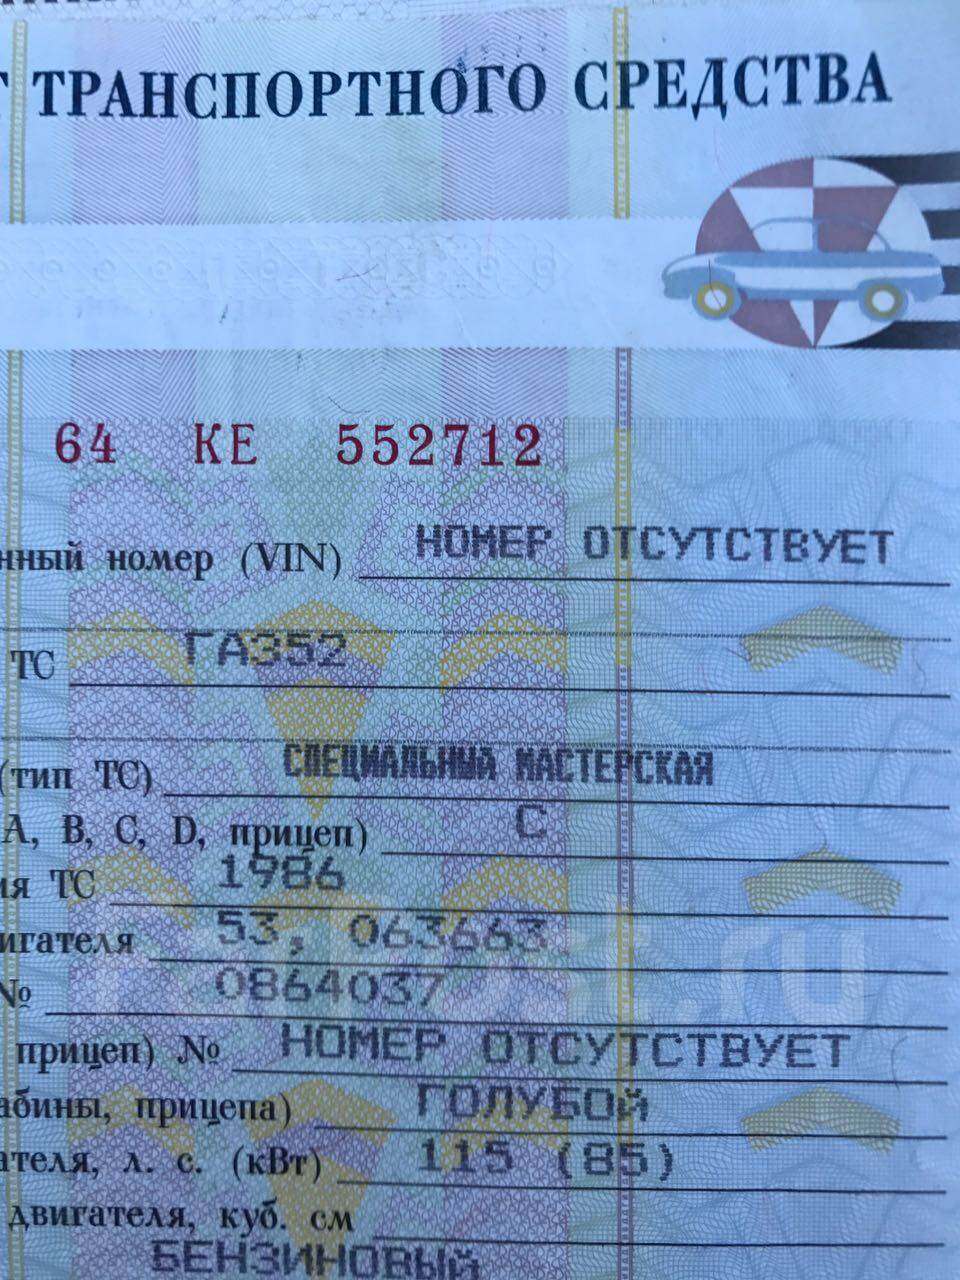 ТРАНСПОРТНОГО СРЕДСТВА
64 КЕ 552712
нный номер (VIN) НОМЕР ОТСУТСТВУЕТ
ТС ГАЗ52
(тип ТС) СПЕЦИАЛЬНЫЙ МАСТЕРСКАЯ
А, В, С, D, прицеп) С
ия ТС 1986
игателя 53, 063663
№ 0864037
прицеп) № НОМЕР ОТСУТСТВУЕТ
абины, прицепа) ГОЛУБОЙ
ателя, л. с. (кВт) 115 (85)
двигателя, куб. см
БЕНЗИНОВЫЙ